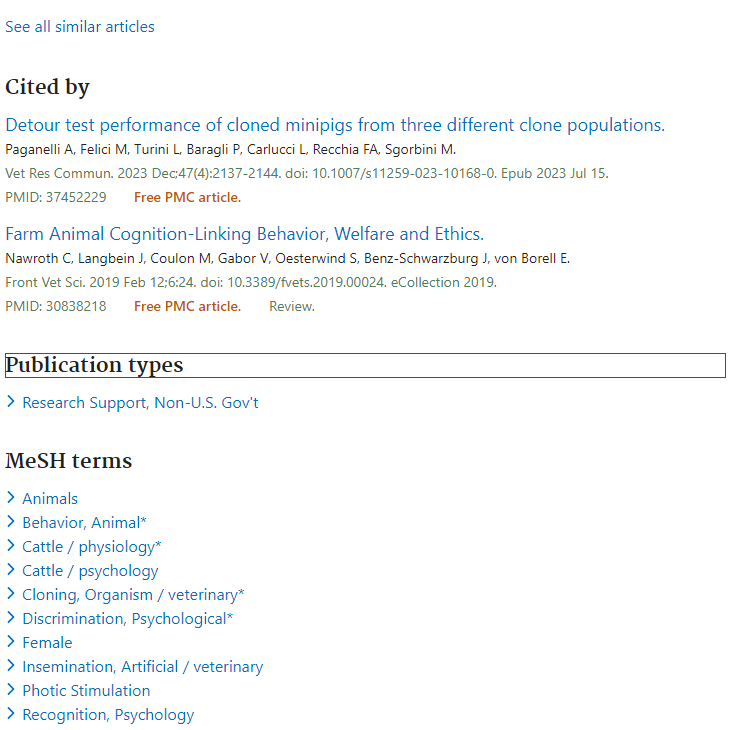 See all similar articles
Cited by
Detour test performance of cloned minipigs from three different clone populations.
Paganelli A, Felici M, Turini L, Baragli P, Carlucci L, Recchia FA, Sgorbini M.
Vet Res Commun. 2023 Dec;47(4):2137-2144. doi: 10.1007/s11259-023-10168-0. Epub 2023 Jul 15.
PMID: 37452229 Free PMC article.
Farm Animal Cognition-Linking Behavior, Welfare and Ethics.
Nawroth C, Langbein J, Coulon M, Gabor V, Oesterwind S, Benz-Schwarzburg J, von Borell E.
Front Vet Sci. 2019 Feb 12;6:24. doi: 10.3389/fvets.2019.00024. eCollection 2019.
PMID: 30838218 Free PMC article. Review.
Publication types
Research Support, Non-U.S. Gov't
MeSH terms
Animals
Behavior, Animal*
Cattle / physiology*
Cattle / psychology
Cloning, Organism / veterinary*
Discrimination, Psychological*
Female
Insemination, Artificial / veterinary
Photic Stimulation
Recognition, Psychology